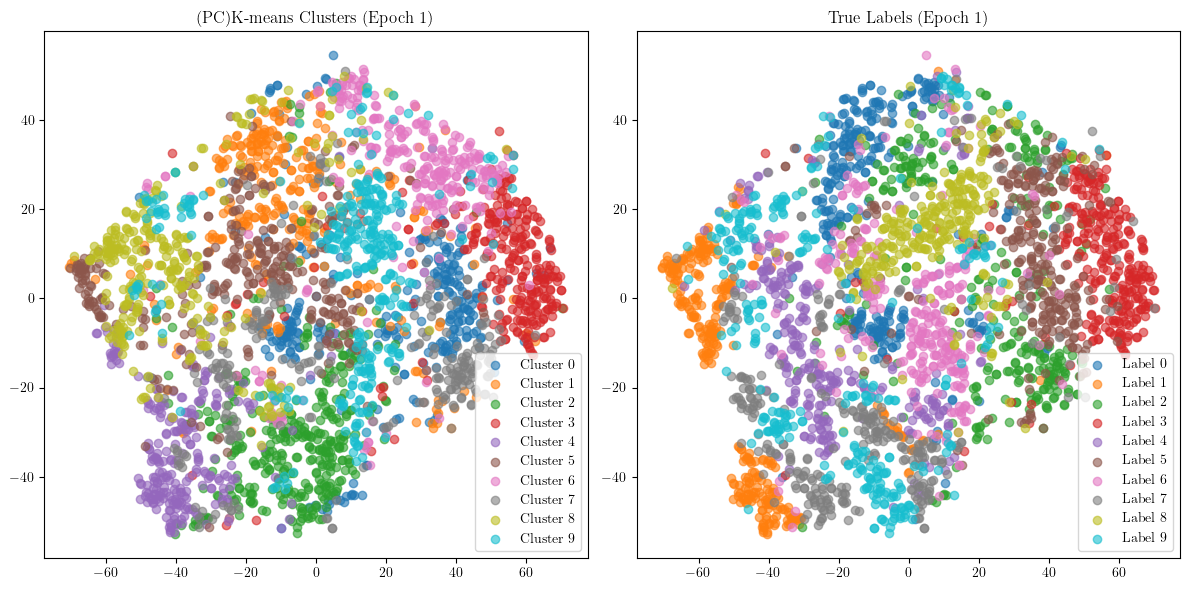 (PC)K-means Clusters (Epoch 1)
40
20
0
−20
−40
−60
−40
−20
0
20
40
60
Cluster 0
Cluster 1
Cluster 2
Cluster 3
Cluster 4
Cluster 5
Cluster 6
Cluster 7
Cluster 8
Cluster 9
True Labels (Epoch 1)
40
20
0
−20
−40
−60
−40
−20
0
20
40
60
Label 0
Label 1
Label 2
Label 3
Label 4
Label 5
Label 6
Label 7
Label 8
Label 9